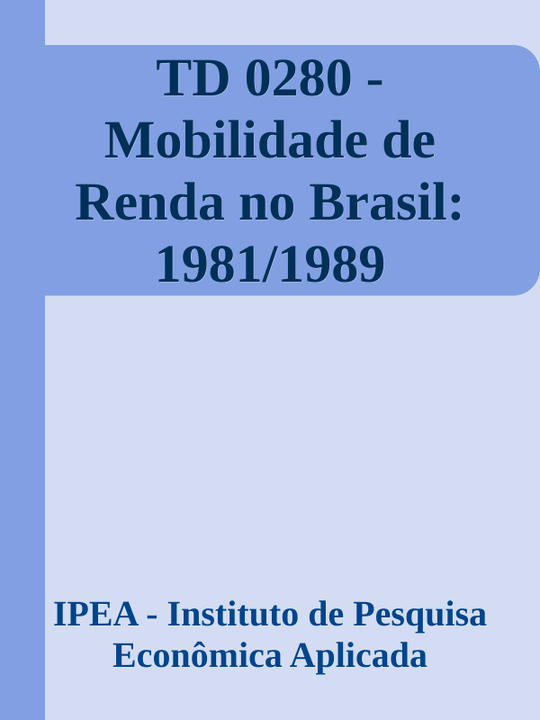 TD 0280 -
Mobilidade de
Renda no Brasil:
1981/1989
IPEA - Instituto de Pesquisa
Econômica Aplicada